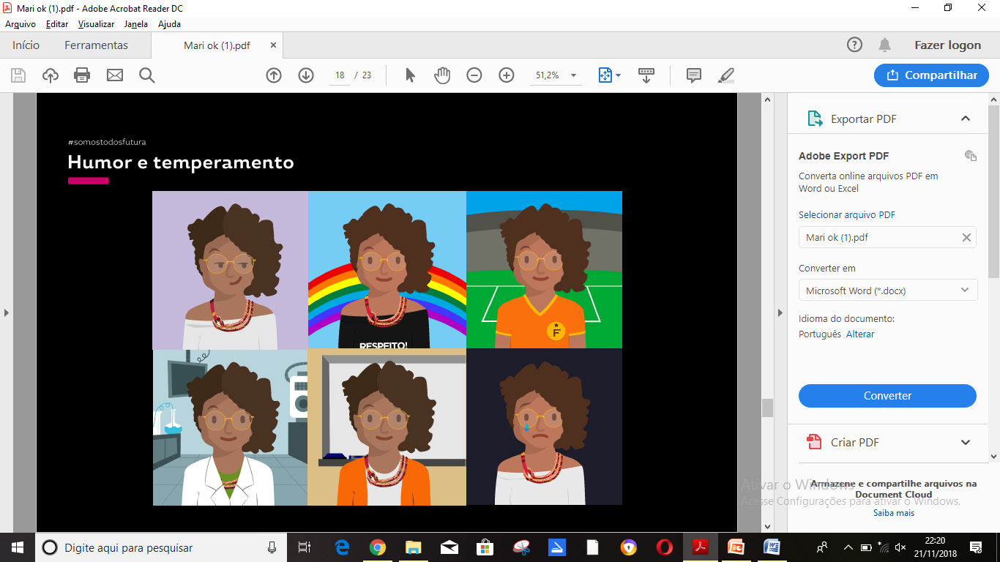 Mari ok (1).pdf - Adobe Acrobat Reader DC
Arquivo Editar Visualizar Janela Ajuda
Início Ferramentas Mari ok (1).pdf × Fazer logon
18 / 23 51,2% Compartilhar
#somostodosfutura
Humor e temperamento
RESPEITO!
F
Exportar PDF
Adobe Export PDF
Converta online arquivos PDF em
Word ou Excel
Selecionar arquivo PDF
Mari ok (1).pdf
Converter em
Microsoft Word (*.docx)
Idioma do documento:
Português Alterar
Converter
Criar PDF
Armazene e compartilhe arquivos na
Document Cloud
Saiba mais
Ativar o Windows
Acesse Configurações para ativar o Windows.
Digite aqui para pesquisar
22:20
21/11/2018